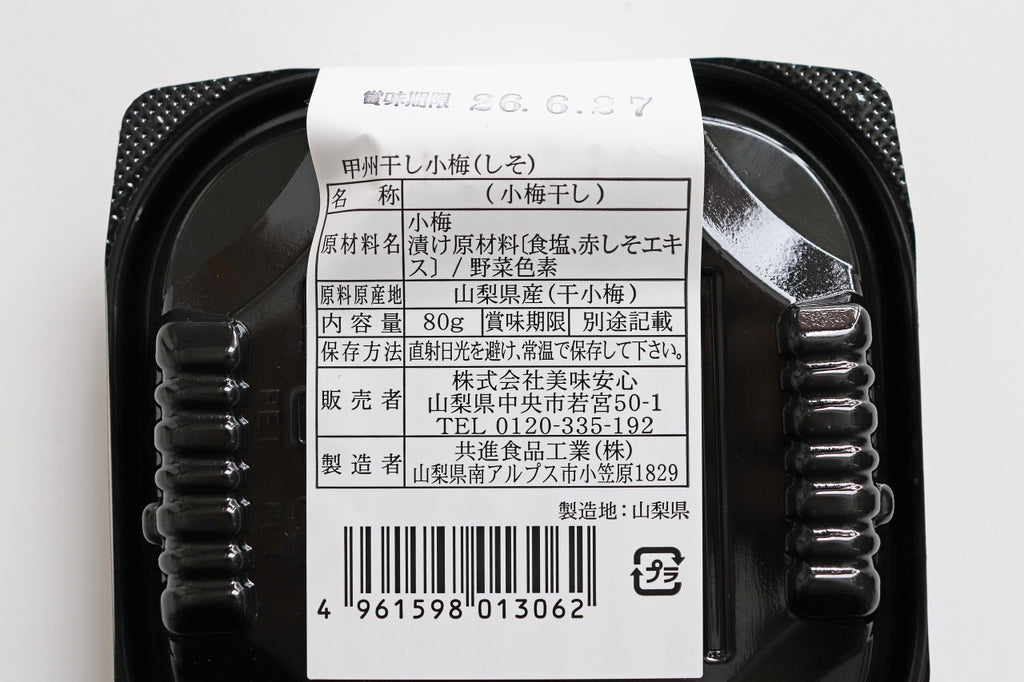 賞味期限 26.6.27
甲州干し小梅(しそ)
名称 (小梅干し)
原材料名 小梅
漬け原材料〔食塩、赤しそエキ
ス〕/野菜色素
原料原産地 山梨県産(干小梅)
内容量 80g 賞味期限 別途記載
保存方法 直射日光を避け、常温で保存して下さい。
販売者 株式会社美味安心
山梨県中央市若宮50-1
TEL 0120-335-192
製造者 共進食品工業(株)
山梨県南アルプス市小笠原1829
製造地:山梨県
プラ
4 961598 013062